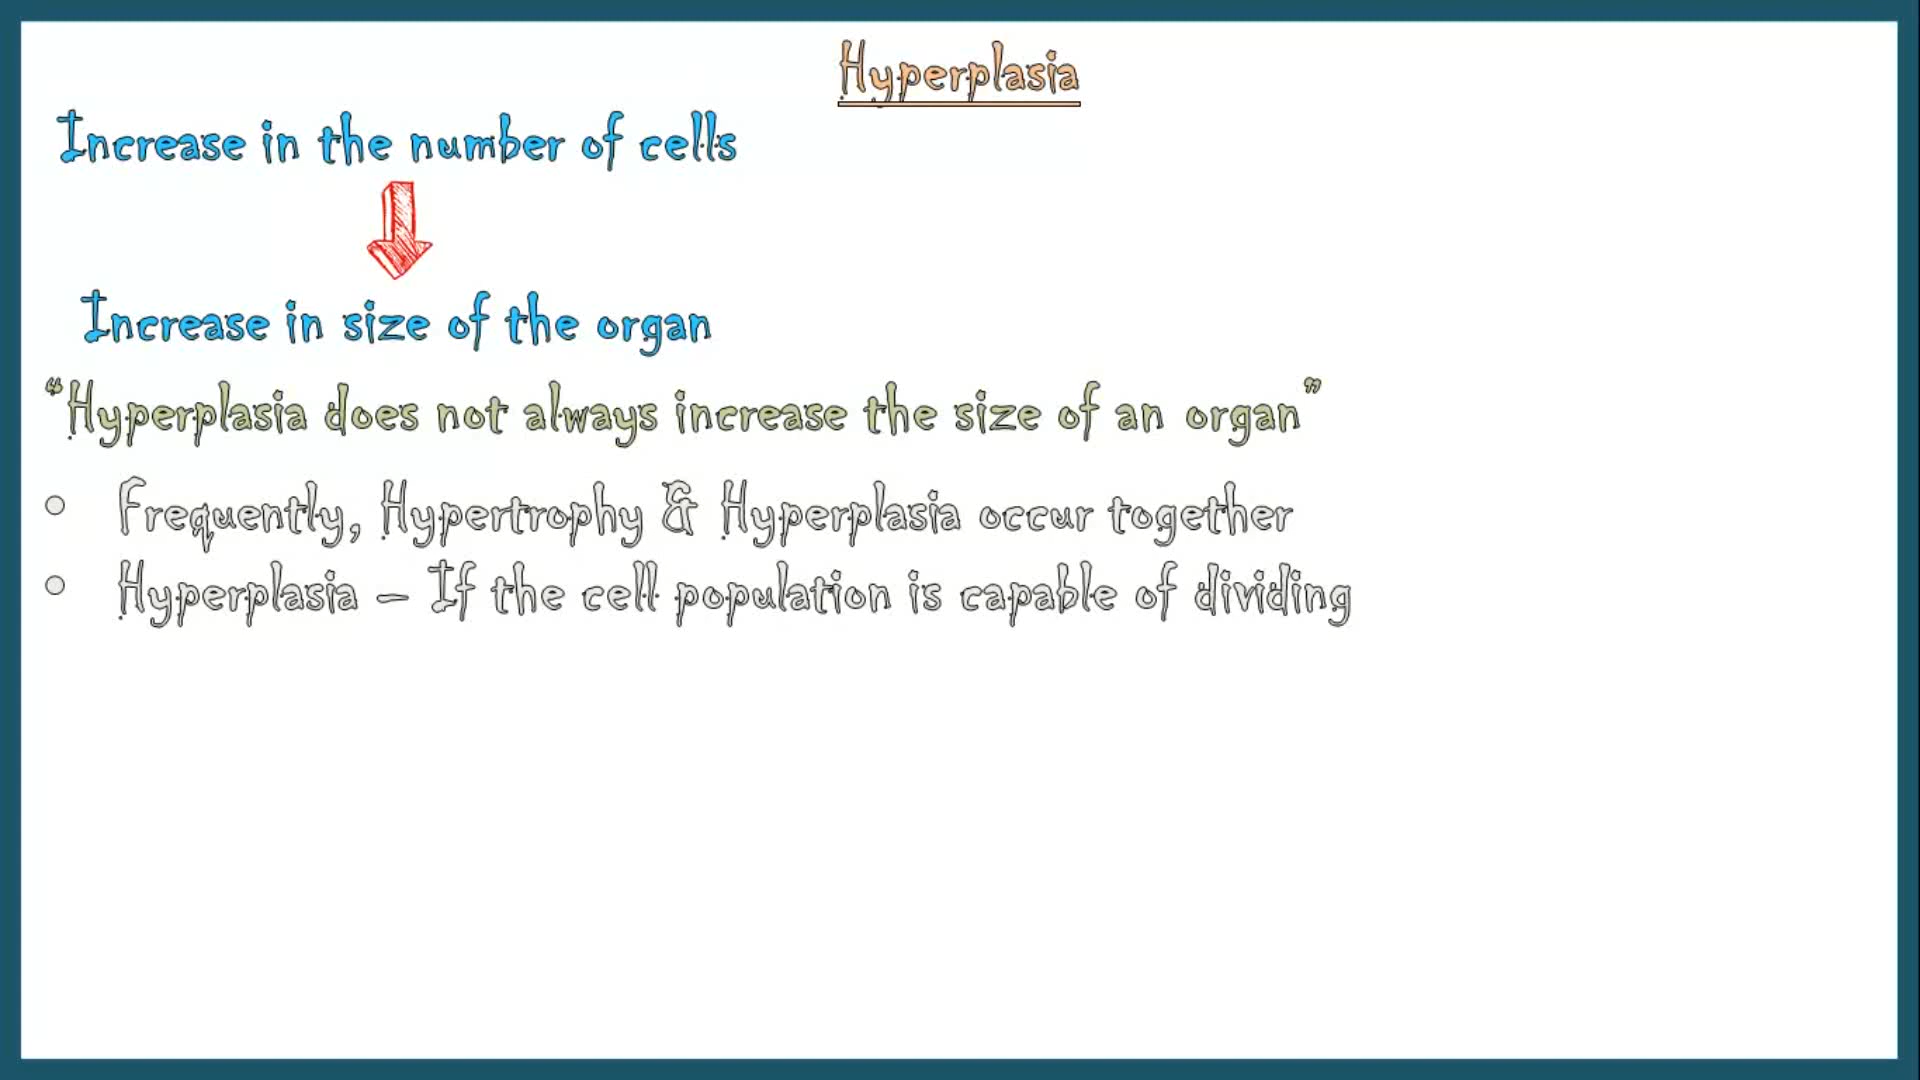 Hyperplasia
Increase in the number of cells
Increase in size of the organ
“Hyperplasia does not always increase the size of an organ”
• Frequently, Hypertrophy & Hyperplasia occur together
• Hyperplasia – If the cell population is capable of dividing